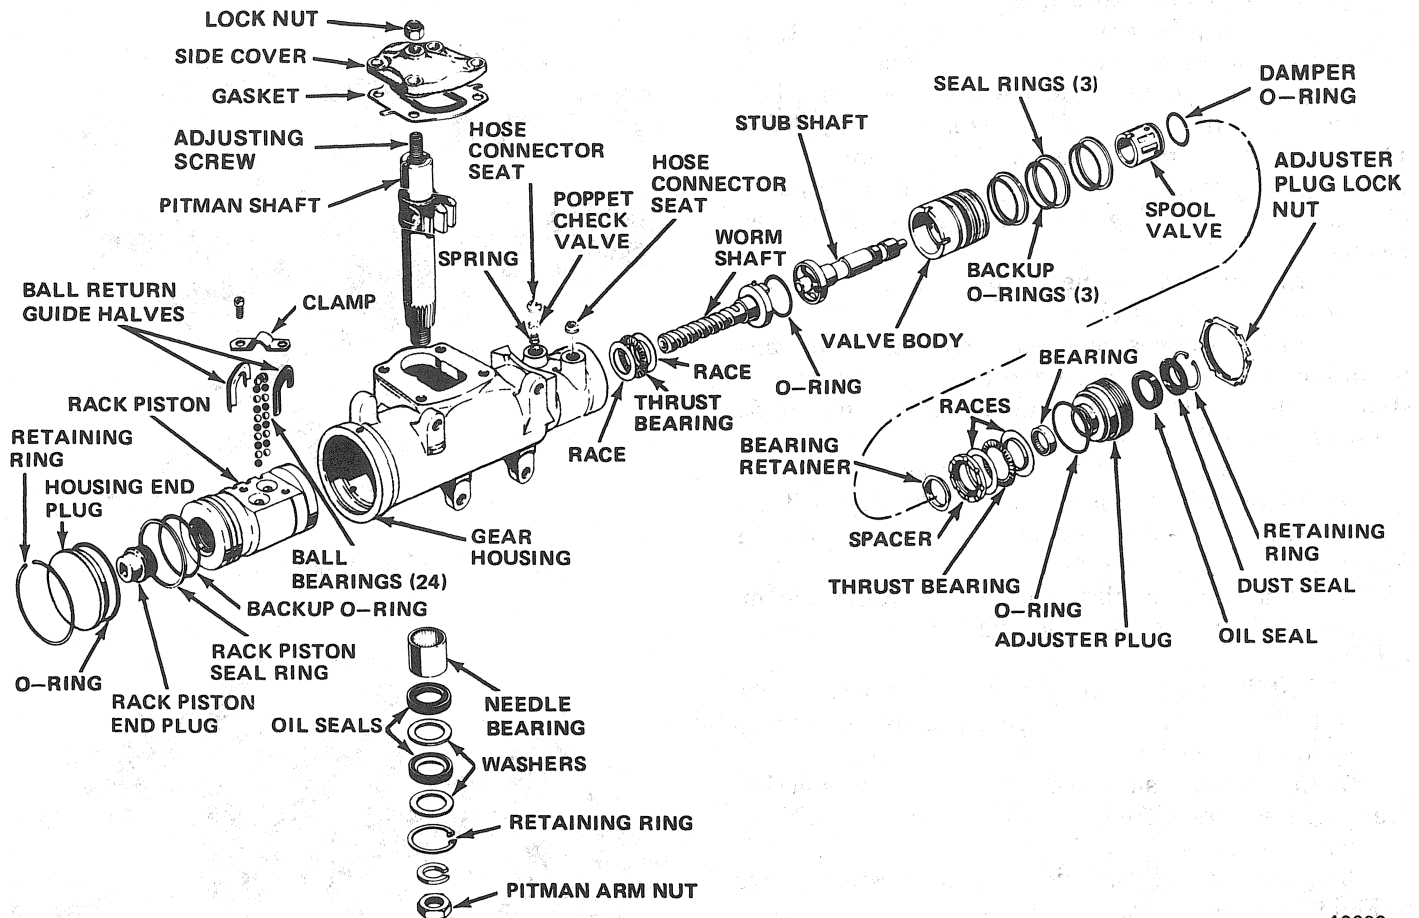 LOCK NUT
SIDE COVER
GASKET
ADJUSTING
SCREW
PITMAN SHAFT
HOSE
CONNECTOR
SEAT
POPPET
CHECK
VALVE
SPRING
HOSE
CONNECTOR
SEAT
WORM
SHAFT
STUB SHAFT
SEAL RINGS (3)
DAMPER
O-RING
ADJUSTER
PLUG LOCK
NUT
SPOOL
VALVE
BACKUP
O-RINGS (3)
VALVE BODY
O-RING
RACE
THRUST
BEARING
RACE
BALL RETURN
GUIDE HALVES
CLAMP
RACK PISTON
RETAINING
RING
HOUSING END
PLUG
GEAR
HOUSING
BALL
BEARINGS (24)
BACKUP O-RING
RACK PISTON
SEAL RING
O-RING
RACK PISTON
END PLUG
BEARING
RACES
BEARING
RETAINER
SPACER
THRUST BEARING
O-RING
ADJUSTER PLUG
RETAINING
RING
DUST SEAL
OIL SEAL
NEEDLE
BEARING
OIL SEALS
WASHERS
RETAINING RING
PITMAN ARM NUT